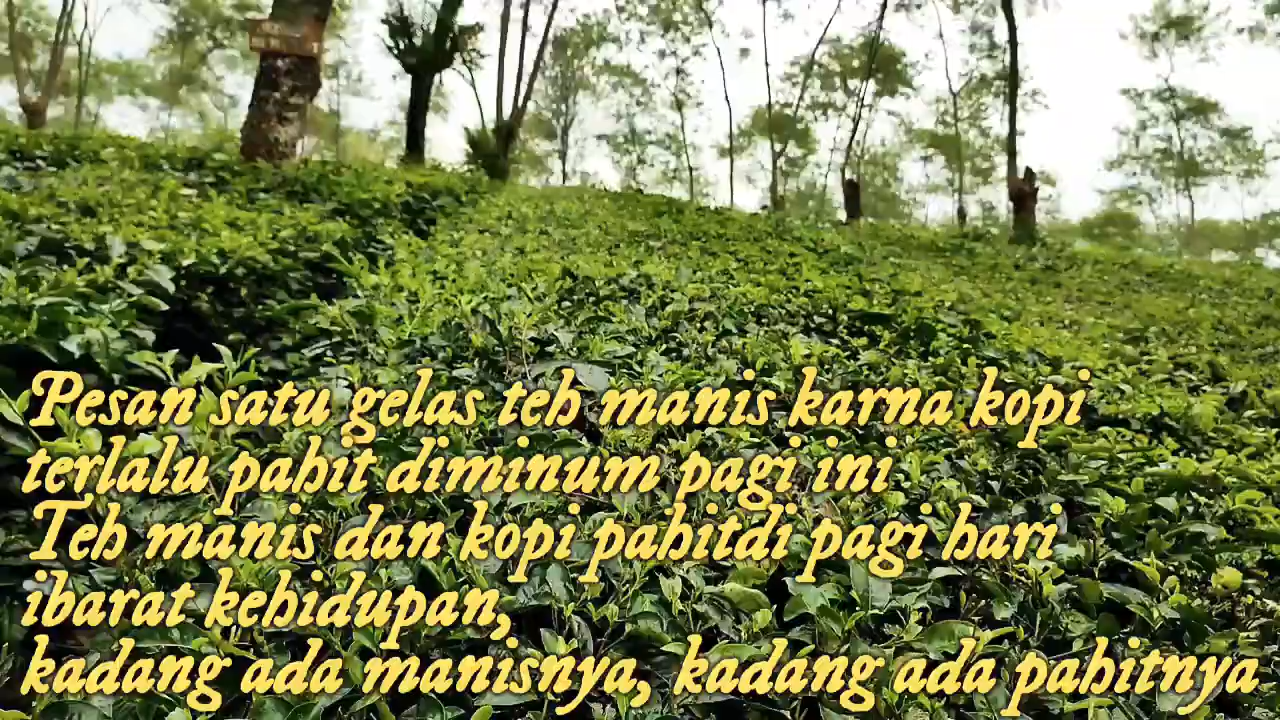 Pesan satu gelas teh manis karna kopi
terlalu pahit diminum pagi ini
Teh manis dan kopi pahitdi pagi hari
ibarat kehidupan,
kadang ada manisnya, kadang ada pahitnya